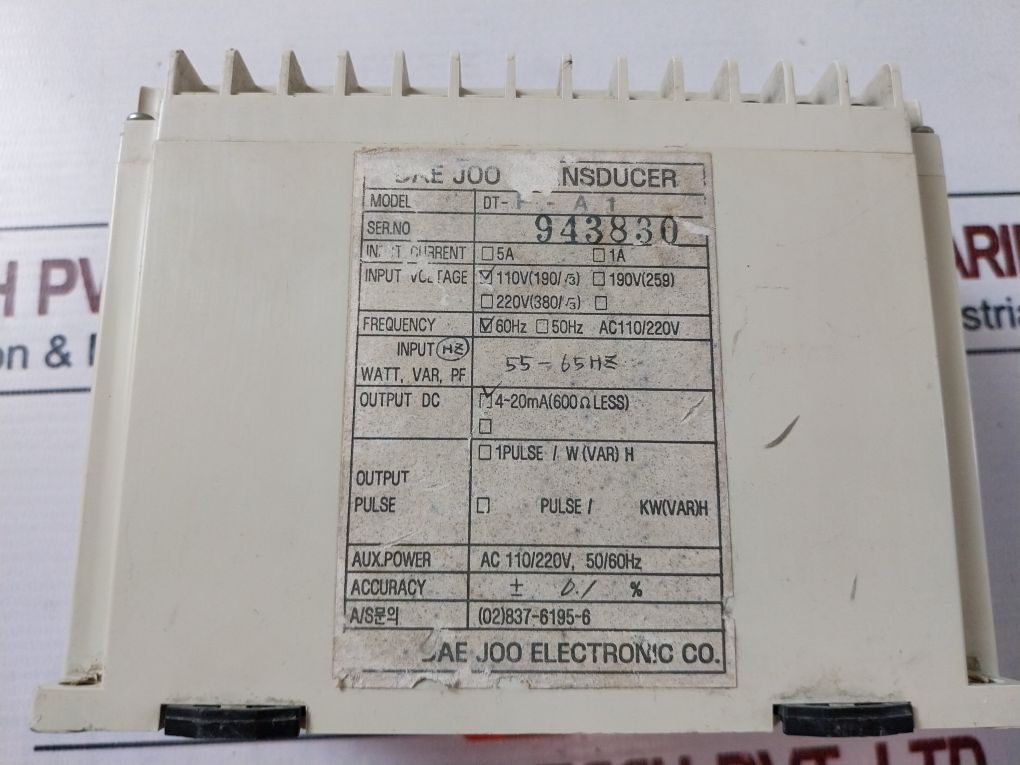 JOO NSDUCER
MODEL DT- - A 1
SER.NO 943830
CURRENT □5A □1A
INPUT VOLTAGE ☑110V(190/√3) □190V(259)
□220V(380/√3) □
FREQUENCY ☑60Hz □50Hz AC110/220V
INPUT HZ 55-65HZ
WATT, VAR, PF
OUTPUT DC ☑4-20mA(600Ω LESS)
□
□1PULSE / W(VAR)H
OUTPUT
PULSE □ PULSE / KW(VAR)H
AUX.POWER AC 110/220V, 50/60Hz
ACCURACY ± 0.1 %
A/S문의 (02)837-6195-6
DAE JOO ELECTRONIC CO.